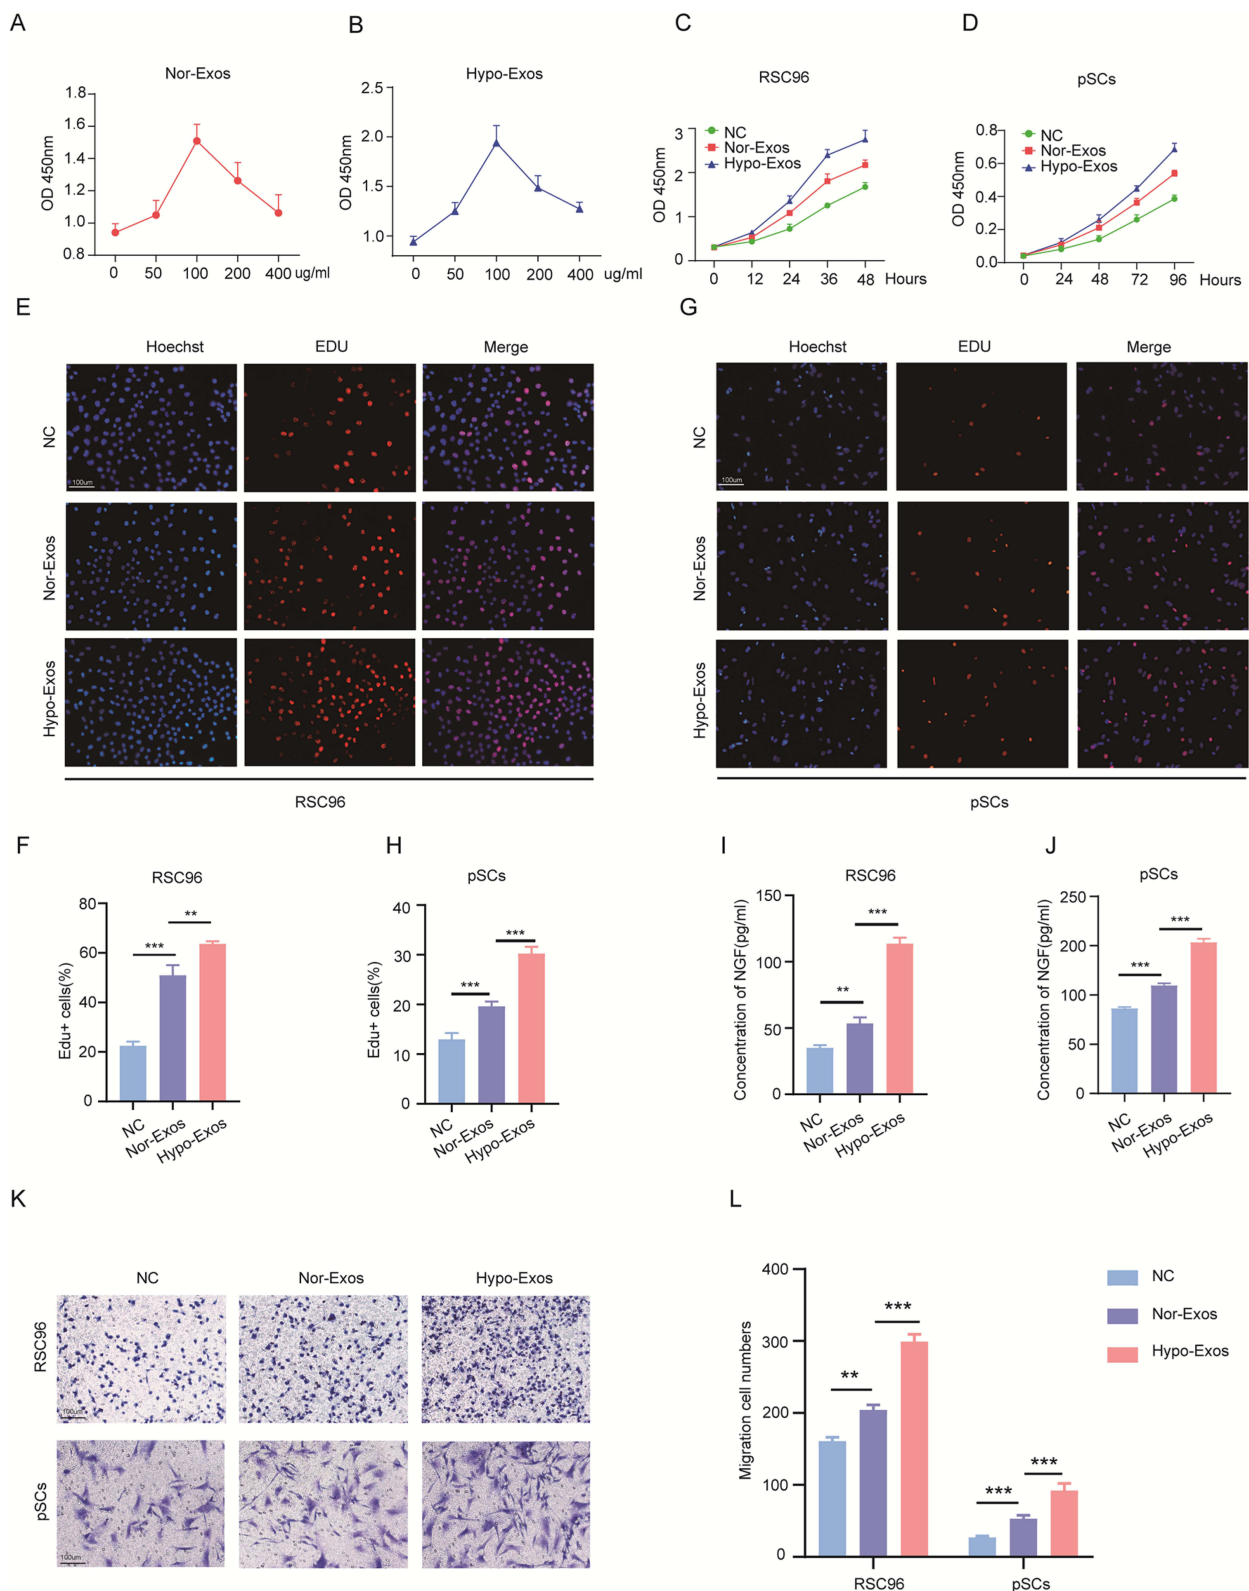 A
B
C
D
Nor-Exos
Hypo-Exos
RSC96
pSCs
OD 450nm
1.8
1.6
1.4
1.2
1.0
0.8
0
50
100
200
400
ug/ml
OD 450nm
2.5
2.0
1.5
1.0
0
50
100
200
400
ug/ml
NC
Nor-Exos
Hypo-Exos
OD 450nm
3
2
1
0
0
12
24
36
48
Hours
NC
Nor-Exos
Hypo-Exos
OD 450nm
0.8
0.6
0.4
0.2
0.0
0
24
48
72
96
Hours
E
Hoechst
EDU
Merge
NC
100um
Nor-Exos
Hypo-Exos
RSC96
G
Hoechst
EDU
Merge
NC
100um
Nor-Exos
Hypo-Exos
pSCs
F
RSC96
Edu+ cells(%)
80
60
40
20
0
***
**
NC
Nor-Exos
Hypo-Exos
H
pSCs
Edu+ cells(%)
40
30
20
10
0
***
***
NC
Nor-Exos
Hypo-Exos
I
RSC96
Concentration of NGF(pg/ml)
150
100
50
0
**
***
NC
Nor-Exos
Hypo-Exos
J
pSCs
Concentration of NGF(pg/ml)
250
200
100
50
0
***
***
NC
Nor-Exos
Hypo-Exos
K
NC
Nor-Exos
Hypo-Exos
RSC96
100um
pSCs
100um
L
Migration cell numbers
400
300
200
100
0
**
***
***
***
RSC96
pSCs
NC
Nor-Exos
Hypo-Exos